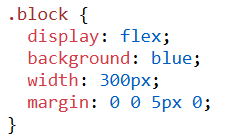 .block {
  display: flex;
  background: blue;
  width: 300px;
  margin: 0 0 5px 0;
}